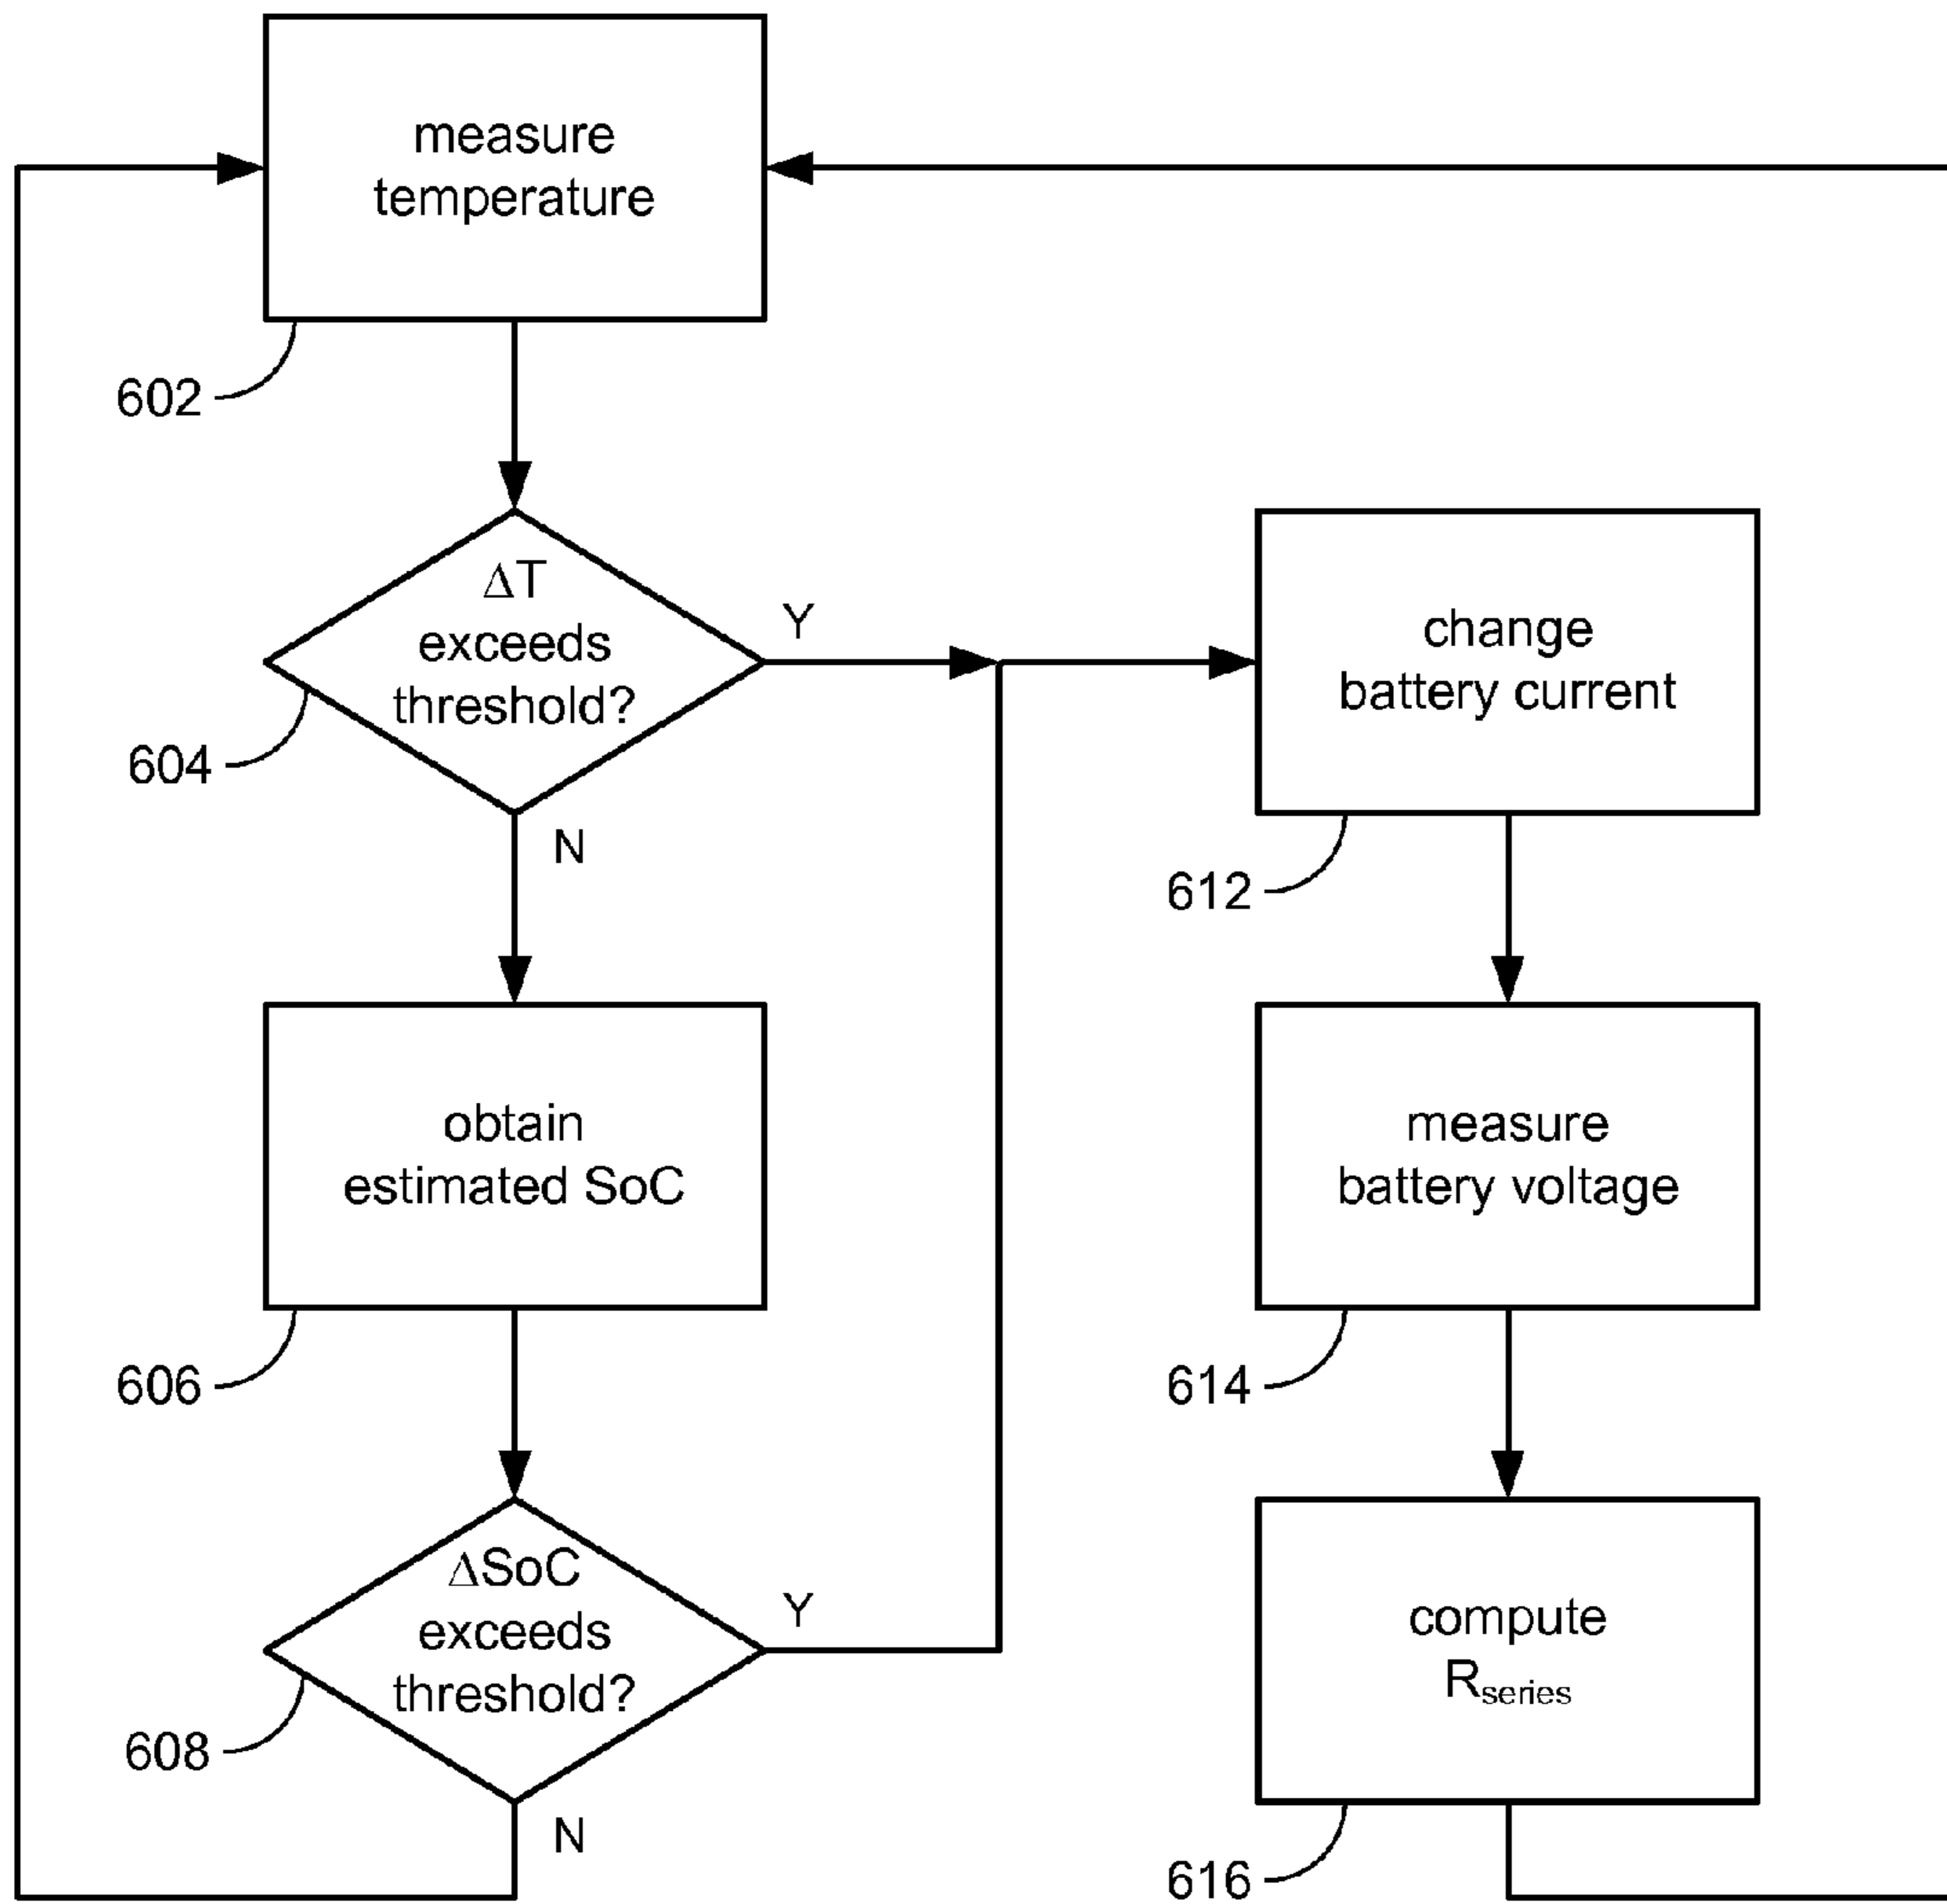 measure
temperature
602
ΔT
exceeds
threshold?
Y
604
N
obtain
estimated SoC
606
ΔSoC
exceeds
threshold?
Y
608
N
change
battery current
612
measure
battery voltage
614
compute
Rseries
616